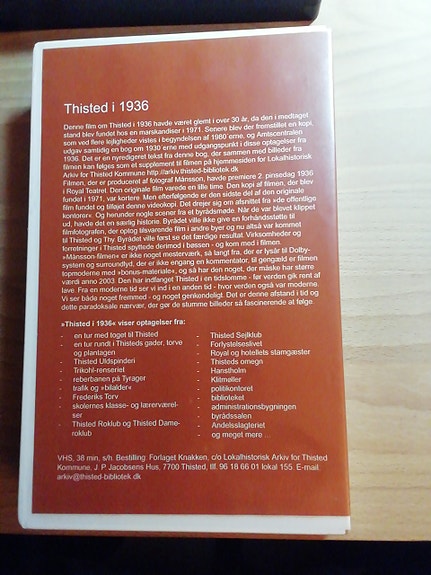 Thisted i 1936
Denne film om Thisted i 1936 havde været glemt i over 30 år, da den i medtaget
stand blev fundet hos en marskandiser i 1971. Senere blev der fremstillet en kopi,
som ved flere lejligheder vistes i begyndelsen af 1980'erne, og Amtscentralen
udgav samtidig en bog om 1930'erne med udgangspunkt i disse optagelser fra
1936. Det er en nyredigeret tekst fra denne bog, der sammen med billeder fra
filmen kan følges som et supplement til filmen på hjemmesiden for Lokalhistorisk
Arkiv for Thisted Kommune http://arkiv.thisted-bibliotek.dk
Filmen, der er produceret af fotograf Månsson, havde premiere 2. pinsedag 1936
i Royal Teatret. Den originale film varede en lille time. Den kopi af filmen, der blev
fundet i 1971, var kortere. Men efterfølgende er den sidste del af den originale
film fundet og tilføjet denne videokopi. Det drejer sig om afsnittet fra »de offentlige
kontorer«. Og herunder nogle scener fra et byrådsmøde. Når de var blevet klippet
ud, havde det en særlig historie. Byrådet ville ikke give en forhåndsstøtte til
filmfotografen, der optog tilsvarende film i andre byer og nu altså var kommet
til Thisted og Thy. Byrådet ville først se det færdige resultat. Virksomheder og
forretninger i Thisted spyttede derimod i bøssen - og kom med i filmen.
»Månsson-filmen« er ikke noget mesterværk, så langt fra, der er lysår til Dolby-
system og surroundlyd, der er ikke engang en kommentator, til gengæld er filmen
topmoderne med »bonus-materiale«, og så har den noget, der måske har større
værdi anno 2003. Den har indfanget Thisted i en tidslomme - før verden gik rent af
lave. Fra en moderne tid ser vi ind i en anden tid - hvor verden også var moderne.
Vi ser både noget fremmed - og noget genkendeligt. Det er denne afstand i tid og
dette paradoksale nærvær, der gør de stumme billeder så fascinerende at følge.
»Thisted i 1936« viser optagelser fra:
- en tur med toget til Thisted
- en tur rundt i Thisteds gader, torve
og plantagen
- Thisted Uldspinderi
- Trikohl-renseriet
- reberbanen på Tyrager
- trafik og »bilalder«
- Frederiks Torv
- skolernes klasse- og lærerværel-
ser
- Thisted Roklub og Thisted Dame-
roklub
- Thisted Sejlklub
- Forlystelseslivet
- Royal og hotellets stamgæster
- Thisteds omegn
- Hanstholm
- Klitmøller
- politikontoret
- biblioteket
- administrationsbygningen
- byrådssalen
- Andelsslagteriet
- og meget mere ...
VHS, 38 min, s/h. Bestilling: Forlaget Knakken, c/o Lokalhistorisk Arkiv for Thisted
Kommune, J. P. Jacobsens Hus, 7700 Thisted, tlf. 96 18 66 01 lokal 155. E-mail:
arkiv@thisted-bibliotek.dk